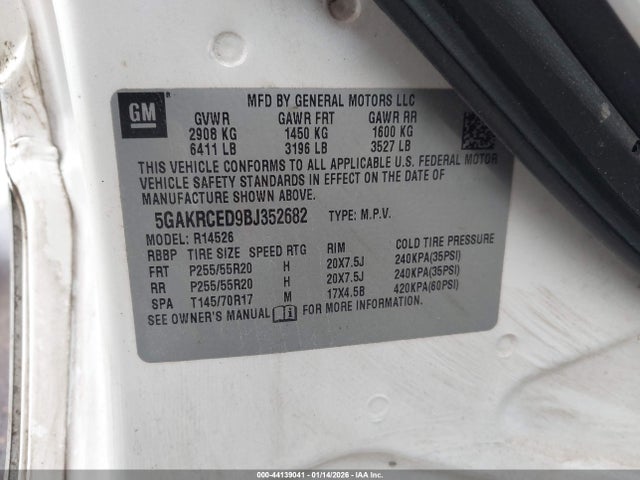 GM
MFD BY GENERAL MOTORS LLC
GVWR GAWR FRT GAWR RR
2908 KG 1450 KG 1600 KG
6411 LB 3196 LB 3527 LB
THIS VEHICLE CONFORMS TO ALL APPLICABLE U.S. FEDERAL MOTOR
VEHICLE SAFETY STANDARDS IN EFFECT ON THE DATE OF
MANUFACTURE SHOWN ABOVE.
5GAKRCED9BJ352682 TYPE: M.P.V.
MODEL: R14526
RBBP TIRE SIZE SPEED RTG RIM COLD TIRE PRESSURE
FRT P255/55R20 H 20X7.5J 240KPA(35PSI)
RR P255/55R20 H 20X7.5J 240KPA(35PSI)
SPA T145/70R17 M 17X4.5B 420KPA(60PSI)
SEE OWNER'S MANUAL FOR MORE INFORMATION.
000-44139041 - 01/14/2026 - Copyright © IAA, LLC